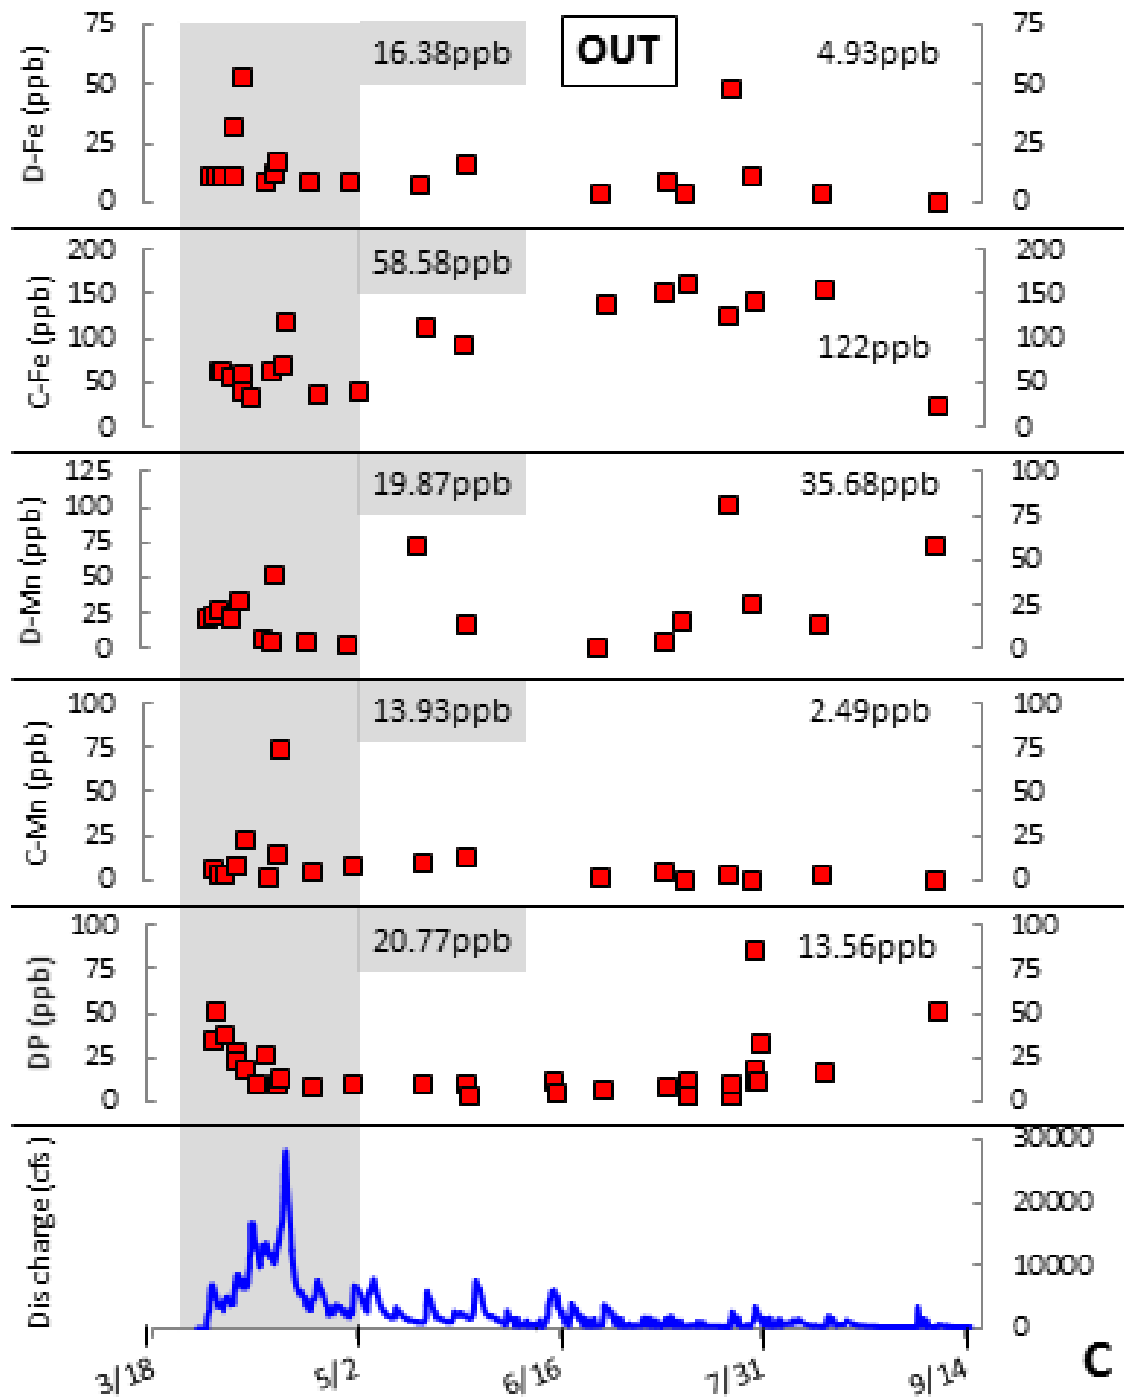 75 75
D-Fe (ppb)
16.38ppb OUT 4.93ppb
50 50
25 25
0 0
200 200
C-Fe (ppb)
58.58ppb
150 150
100 100
122ppb
50 50
0 0
125 100
D-Mn (ppb)
19.87ppb 35.68ppb
100 75
75 50
50 25
25 0
0
100 100
C-Mn (ppb)
13.93ppb 2.49ppb
75 75
50 50
25 25
0 0
100 100
DP (ppb)
20.77ppb 13.56ppb
75 75
50 50
25 25
0 0
Discharge (cfs)
30000
20000
10000
0
3/18 5/2 6/16 7/31 9/14
C